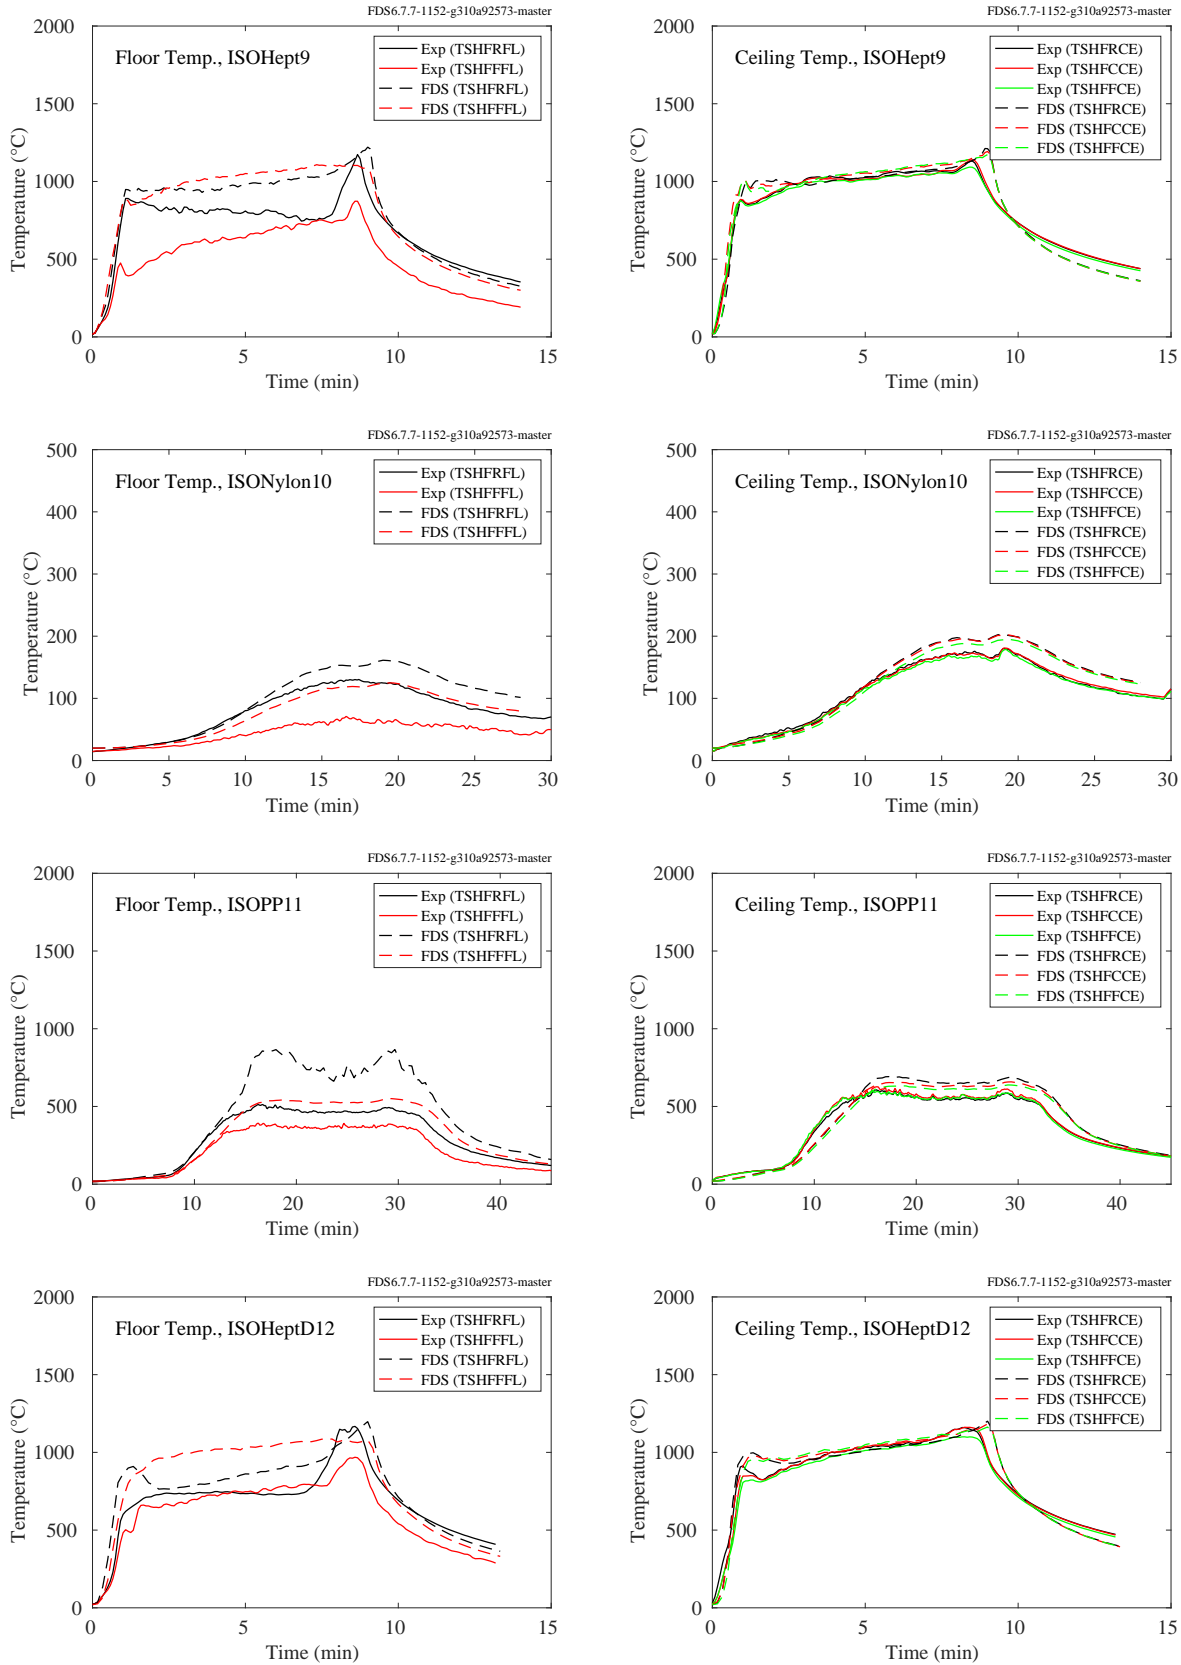 FDS6.7.7-1152-g310a92573-master
Floor Temp., ISOHept9
Exp (TSHFRFL)
Exp (TSHFFFL)
FDS (TSHFRFL)
FDS (TSHFFFL)
2000
1500
1000
500
0
Temperature (°C)
0 5 10 15
Time (min)
FDS6.7.7-1152-g310a92573-master
Ceiling Temp., ISOHept9
Exp (TSHFRCE)
Exp (TSHFCCE)
Exp (TSHFFCE)
FDS (TSHFRCE)
FDS (TSHFCCE)
FDS (TSHFFCE)
2000
1500
1000
500
0
Temperature (°C)
0 5 10 15
Time (min)
FDS6.7.7-1152-g310a92573-master
Floor Temp., ISONylon10
Exp (TSHFRFL)
Exp (TSHFFFL)
FDS (TSHFRFL)
FDS (TSHFFFL)
500
400
300
200
100
0
Temperature (°C)
0 5 10 15 20 25 30
Time (min)
FDS6.7.7-1152-g310a92573-master
Ceiling Temp., ISONylon10
Exp (TSHFRCE)
Exp (TSHFCCE)
Exp (TSHFFCE)
FDS (TSHFRCE)
FDS (TSHFCCE)
FDS (TSHFFCE)
500
400
300
200
100
0
Temperature (°C)
0 5 10 15 20 25 30
Time (min)
FDS6.7.7-1152-g310a92573-master
Floor Temp., ISOPP11
Exp (TSHFRFL)
Exp (TSHFFFL)
FDS (TSHFRFL)
FDS (TSHFFFL)
2000
1500
1000
500
0
Temperature (°C)
0 10 20 30 40
Time (min)
FDS6.7.7-1152-g310a92573-master
Ceiling Temp., ISOPP11
Exp (TSHFRCE)
Exp (TSHFCCE)
Exp (TSHFFCE)
FDS (TSHFRCE)
FDS (TSHFCCE)
FDS (TSHFFCE)
2000
1500
1000
500
0
Temperature (°C)
0 10 20 30 40
Time (min)
FDS6.7.7-1152-g310a92573-master
Floor Temp., ISOHeptD12
Exp (TSHFRFL)
Exp (TSHFFFL)
FDS (TSHFRFL)
FDS (TSHFFFL)
2000
1500
1000
500
0
Temperature (°C)
0 5 10 15
Time (min)
FDS6.7.7-1152-g310a92573-master
Ceiling Temp., ISOHeptD12
Exp (TSHFRCE)
Exp (TSHFCCE)
Exp (TSHFFCE)
FDS (TSHFRCE)
FDS (TSHFCCE)
FDS (TSHFFCE)
2000
1500
1000
500
0
Temperature (°C)
0 5 10 15
Time (min)